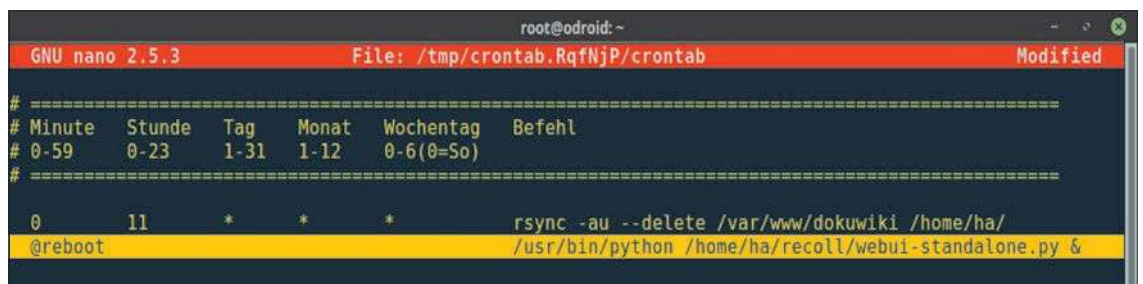 root@odroid: ~
GNU nano 2.5.3 File: /tmp/crontab.RqfNjP/crontab Modified
# ================================================================================================
# Minute Stunde Tag Monat Wochentag Befehl
# 0-59 0-23 1-31 1-12 0-6(0=So)
# ================================================================================================
0 11 * * * rsync -au --delete /var/www/dokuwiki /home/ha/
@reboot /usr/bin/python /home/ha/recoll/webui-standalone.py &